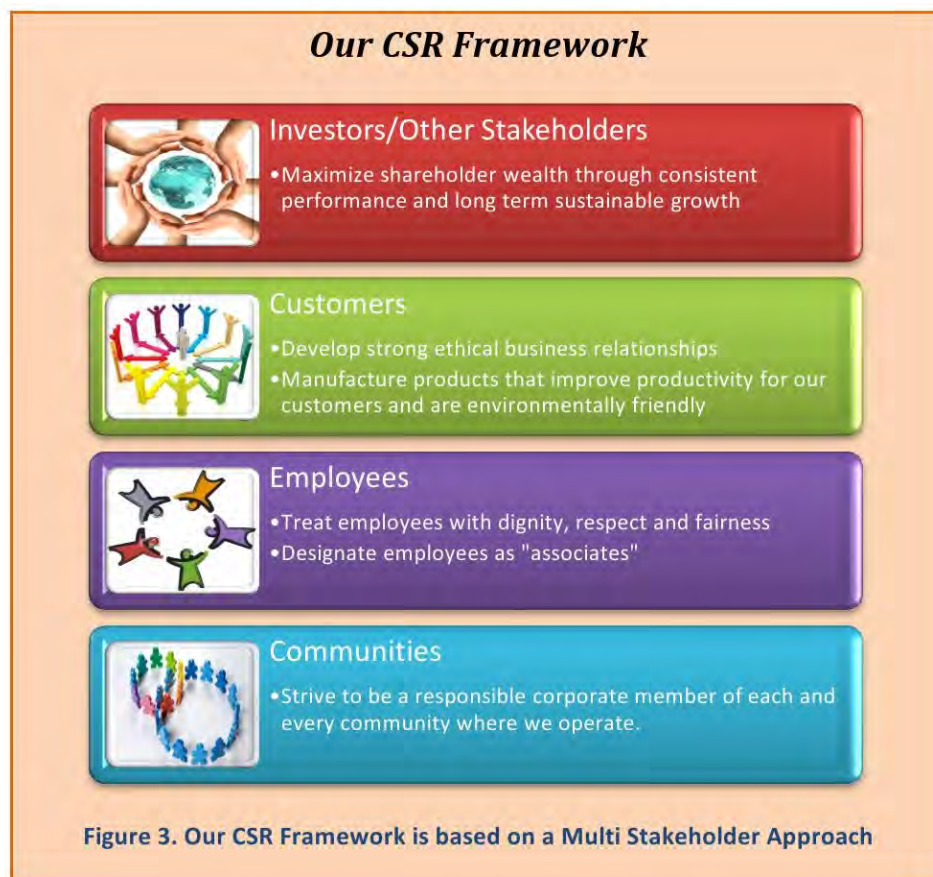 Our CSR Framework
Investors/Other Stakeholders
•Maximize shareholder wealth through consistent
performance and long term sustainable growth
Customers
•Develop strong ethical business relationships
•Manufacture products that improve productivity for our
customers and are environmentally friendly
Employees
•Treat employees with dignity, respect and fairness
•Designate employees as "associates"
Communities
•Strive to be a responsible corporate member of each and
every community where we operate.
Figure 3. Our CSR Framework is based on a Multi Stakeholder Approach